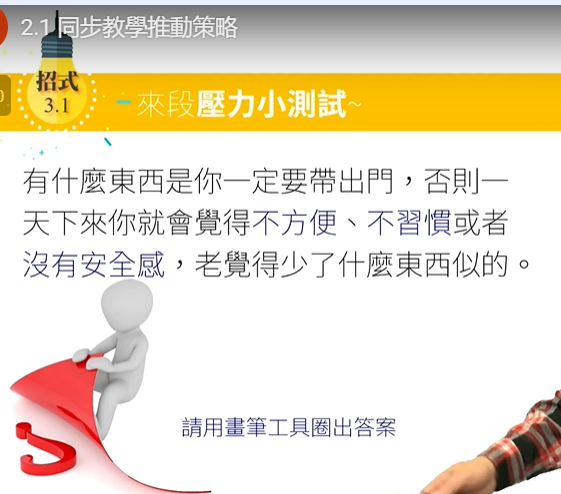 2.1 同步教學推動策略
招式
3.1
來段壓力小測試~
有什麼東西是你一定要帶出門，否則一
天下來你就會覺得不方便、不習慣或者
沒有安全感，老覺得少了什麼東西似的。
請用畫筆工具圈出答案